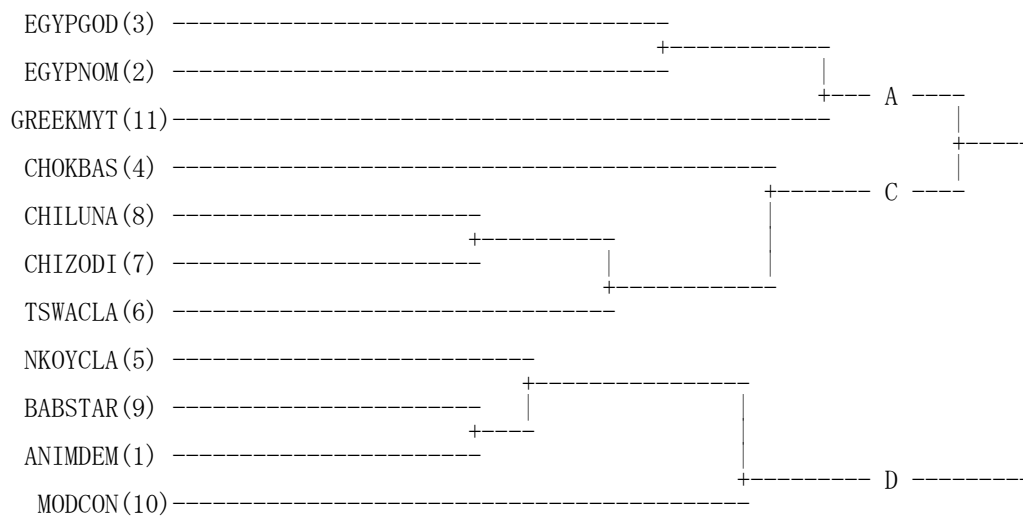 EGYPGOD(3)
EGYPNOM(2)
A
GREEKMYT(11)
CHOKBAS(4)
C
CHILUNA(8)
CHIZODI(7)
TSWACLA(6)
NKOYCLA(5)
BABSTAR(9)
ANIMDEM(1)
D
MODCON(10)